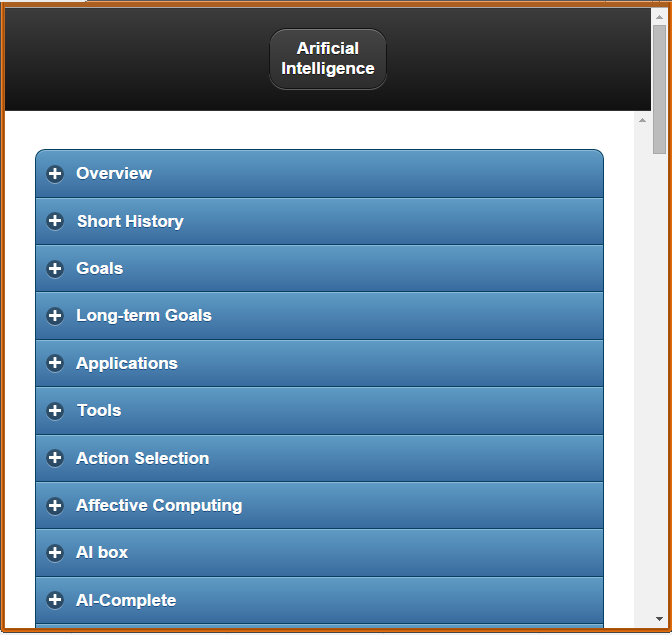 Arificial
Intelligence
Overview
Short History
Goals
Long-term Goals
Applications
Tools
Action Selection
Affective Computing
AI box
AI-Complete